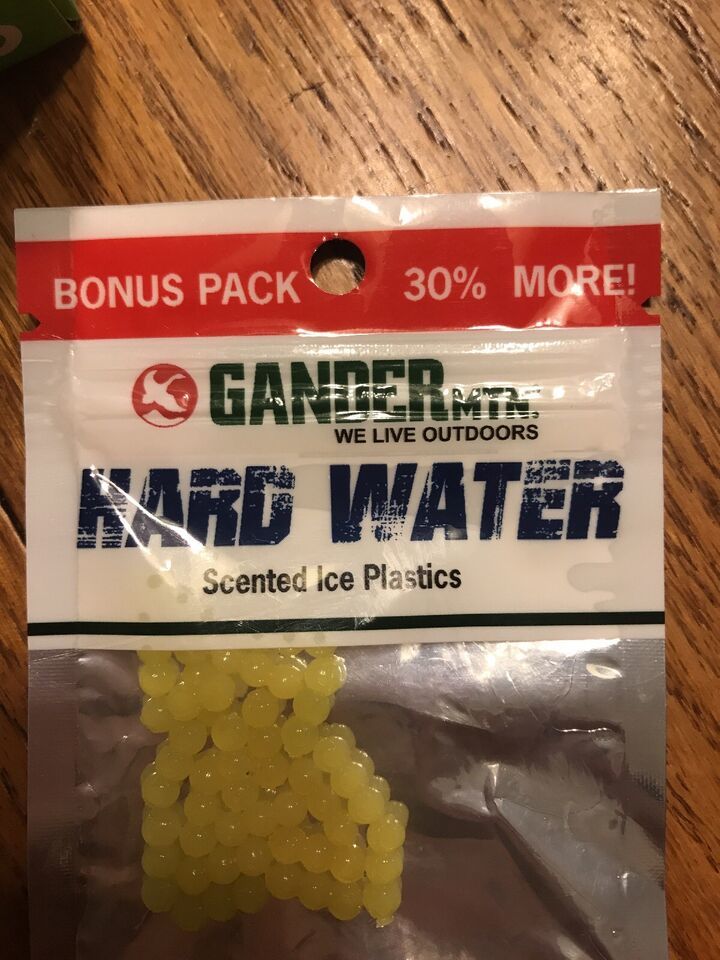 BONUS PACK 30% MORE!
GANDER MTN.
WE LIVE OUTDOORS
HARD WATER
Scented Ice Plastics